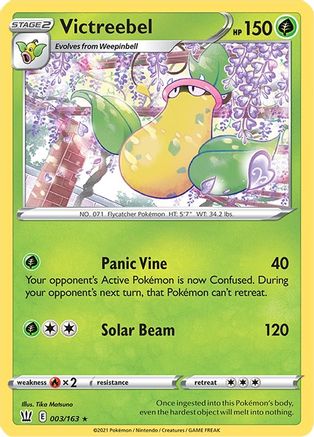 STAGE2
Victreebel
HP 150
Evolves from Weepinbell
NO. 071 Flycatcher Pokémon HT: 5'7" WT: 34.2 lbs.
Panic Vine 40
Your opponent's Active Pokémon is now Confused. During
your opponent's next turn, that Pokémon can't retreat.
Solar Beam 120
weakness ×2 resistance retreat
Illus. Tika Matsuno
E 003/163 ★
Once ingested into this Pokémon's body,
even the hardest object will melt into nothing.
©2021 Pokémon / Nintendo / Creatures / GAME FREAK